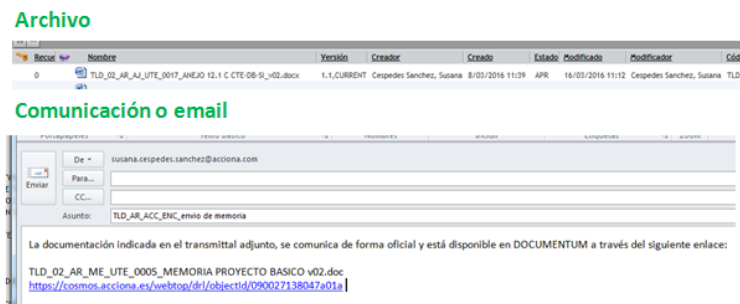 Archivo
Recui Nombre Versión Creador Creado Estado Modificado Modificador Cód
0 TLD_02_AR_AJ_UTE_0017_ANEJO 12.1 C CTE-DB-SI_v02.docx 1.1,CURRENT Cespedes Sanchez, Susana 8/03/2016 11:39 APR 16/03/2016 11:12 Cespedes Sanchez, Susana TLD
Comunicación o email
Portapapeles Texto básico Nombres Incluir Etiquetas Zoom
De susana.cespedes.sanchez@acciona.com
Enviar
Para...
CC...
Asunto: TLD_AR_ACC_ENC_envio de memoria
La documentación indicada en el transmittal adjunto, se comunica de forma oficial y está disponible en DOCUMENTUM a través del siguiente enlace:
TLD_02_AR_ME_UTE_0005_MEMORIA PROYECTO BASICO v02.doc
https://cosmos.acciona.es/webtop/drl/objectId/090027138047a01a